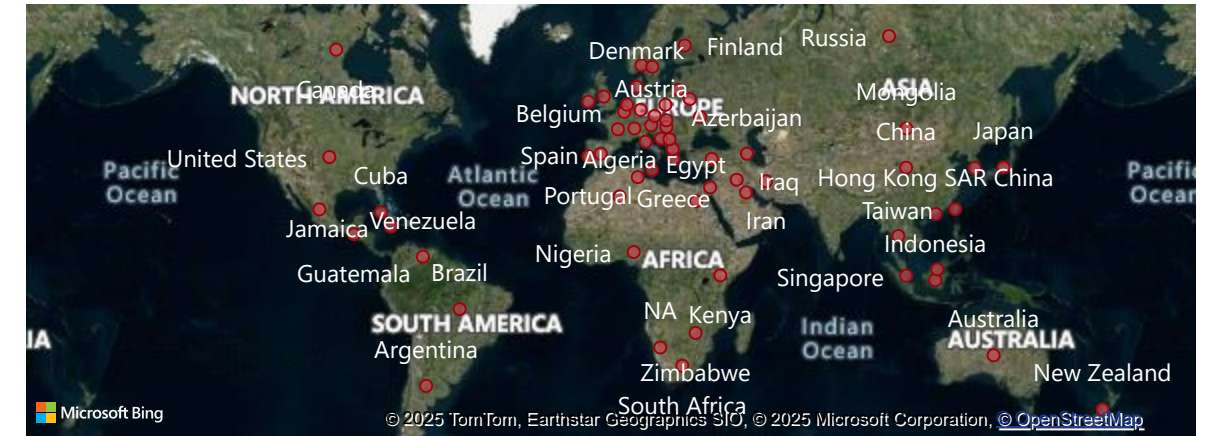 Denmark
Finland
Russia
Canada
NORTH AMERICA
Austria
EUROPE
ASIA
Mongolia
Belgium
Azerbaijan
China
Japan
United States
Pacific
Ocean
Cuba
Atlantic
Ocean
Spain
Algeria
Egypt
Iraq
Hong Kong SAR China
Pacific
Ocean
Portugal
Greece
Jamaica
Venezuela
Iran
Taiwan
Nigeria
AFRICA
Indonesia
Guatemala
Brazil
Singapore
NA
Kenya
SOUTH AMERICA
Indian
Ocean
Australia
AUSTRALIA
IA
Argentina
Zimbabwe
New Zealand
South Africa
Microsoft Bing
© 2025 TomTom, Earthstar Geographics SIO, © 2025 Microsoft Corporation, © OpenStreetMap